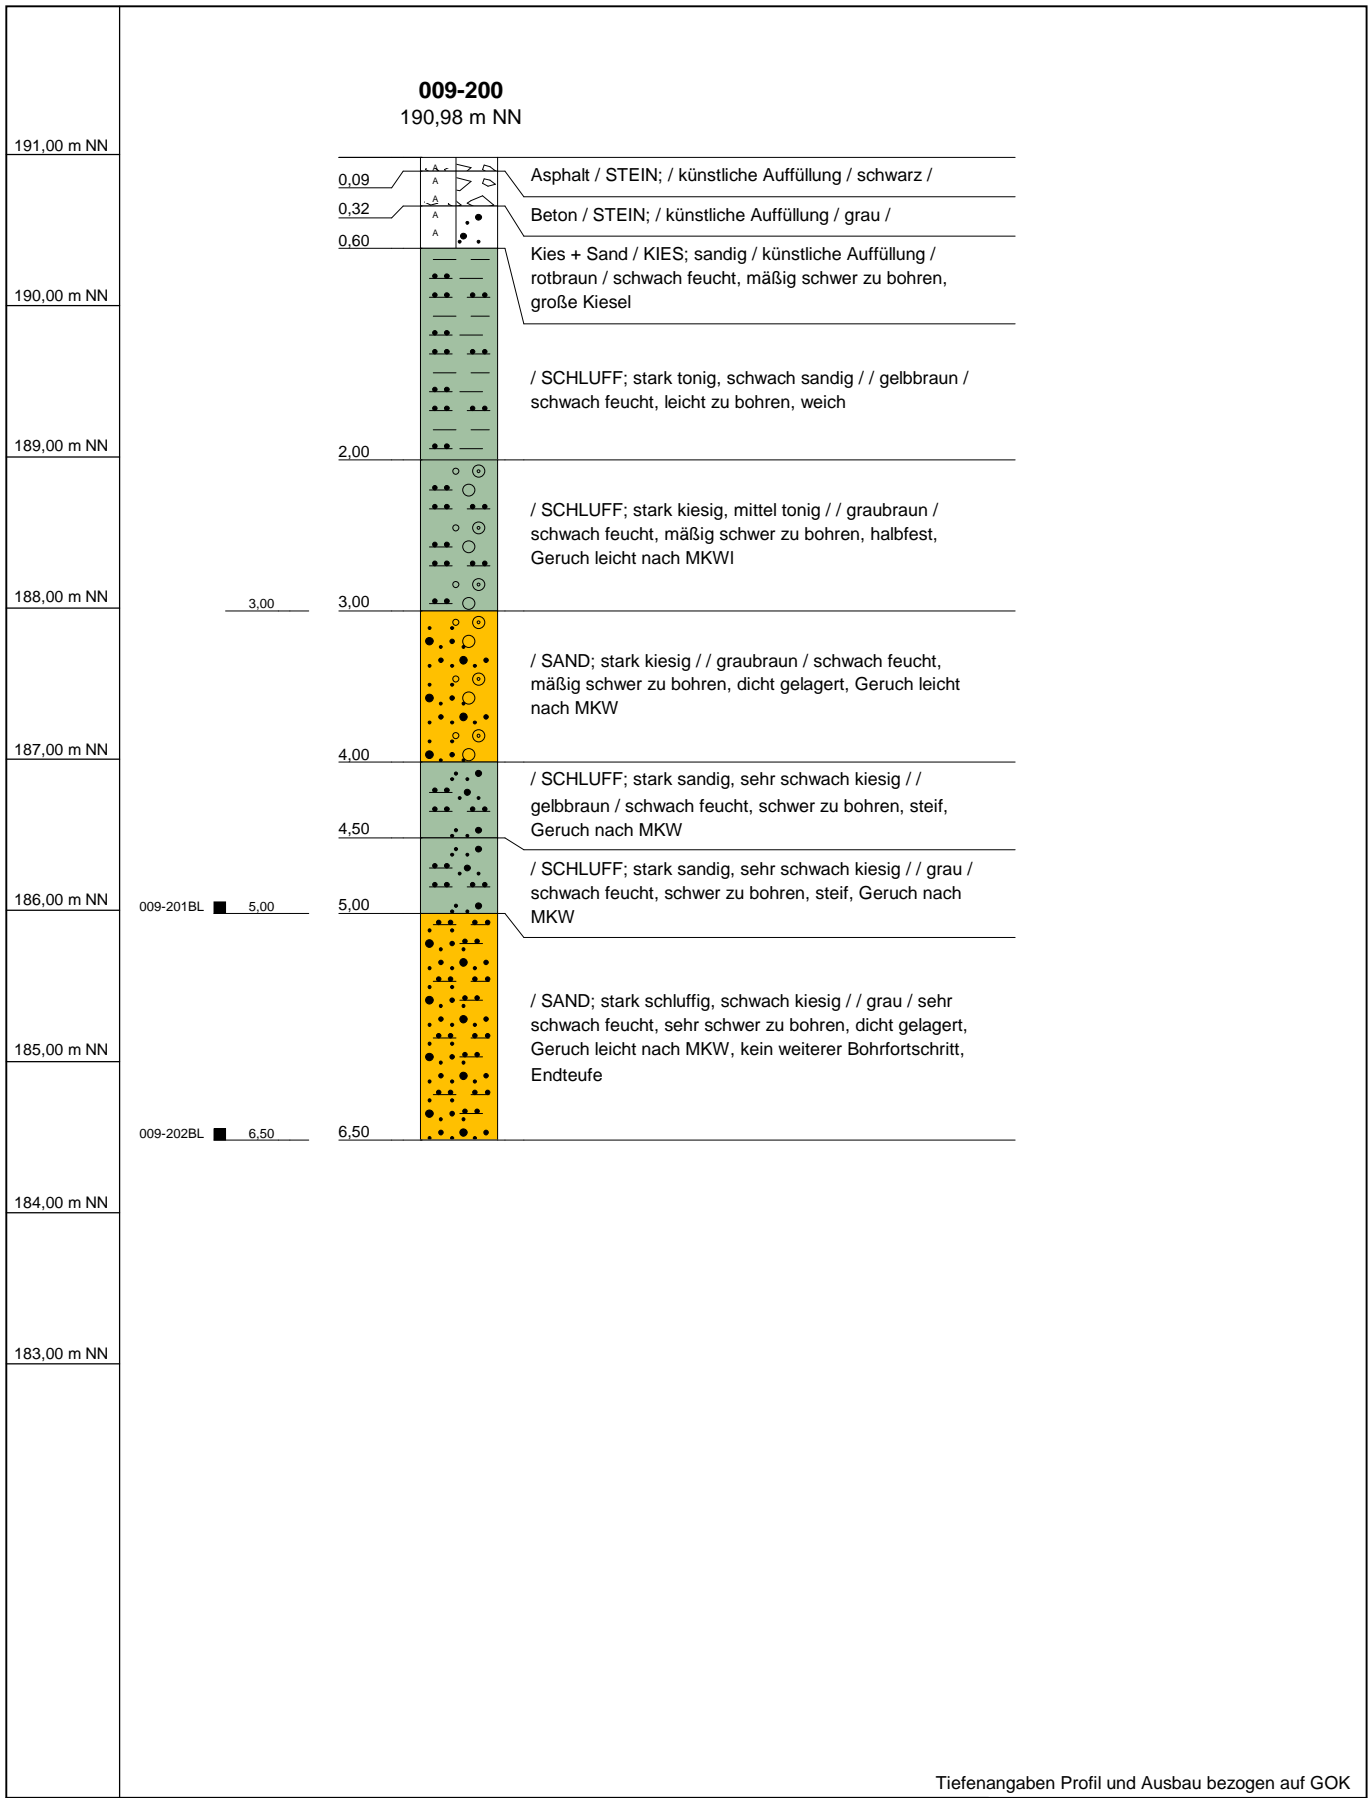 009-200
190,98 m NN
191,00 m NN
0,09
Asphalt / STEIN; / künstliche Auffüllung / schwarz /
0,32
Beton / STEIN; / künstliche Auffüllung / grau /
0,60
Kies + Sand / KIES; sandig / künstliche Auffüllung /
rotbraun / schwach feucht, mäßig schwer zu bohren,
große Kiesel
A
A
A
A
A
190,00 m NN
/ SCHLUFF; stark tonig, schwach sandig / / gelbbraun /
schwach feucht, leicht zu bohren, weich
189,00 m NN
2,00
/ SCHLUFF; stark kiesig, mittel tonig / / graubraun /
schwach feucht, mäßig schwer zu bohren, halbfest,
Geruch leicht nach MKWI
188,00 m NN
3,00
3,00
/ SAND; stark kiesig / / graubraun / schwach feucht,
mäßig schwer zu bohren, dicht gelagert, Geruch leicht
nach MKW
187,00 m NN
4,00
/ SCHLUFF; stark sandig, sehr schwach kiesig / /
gelbbraun / schwach feucht, schwer zu bohren, steif,
Geruch nach MKW
4,50
/ SCHLUFF; stark sandig, sehr schwach kiesig / / grau /
schwach feucht, schwer zu bohren, steif, Geruch nach
MKW
186,00 m NN
009-201BL
5,00
5,00
/ SAND; stark schluffig, schwach kiesig / / grau / sehr
schwach feucht, sehr schwer zu bohren, dicht gelagert,
Geruch leicht nach MKW, kein weiterer Bohrfortschritt,
Endteufe
185,00 m NN
009-202BL
6,50
6,50
184,00 m NN
183,00 m NN
Tiefenangaben Profil und Ausbau bezogen auf GOK